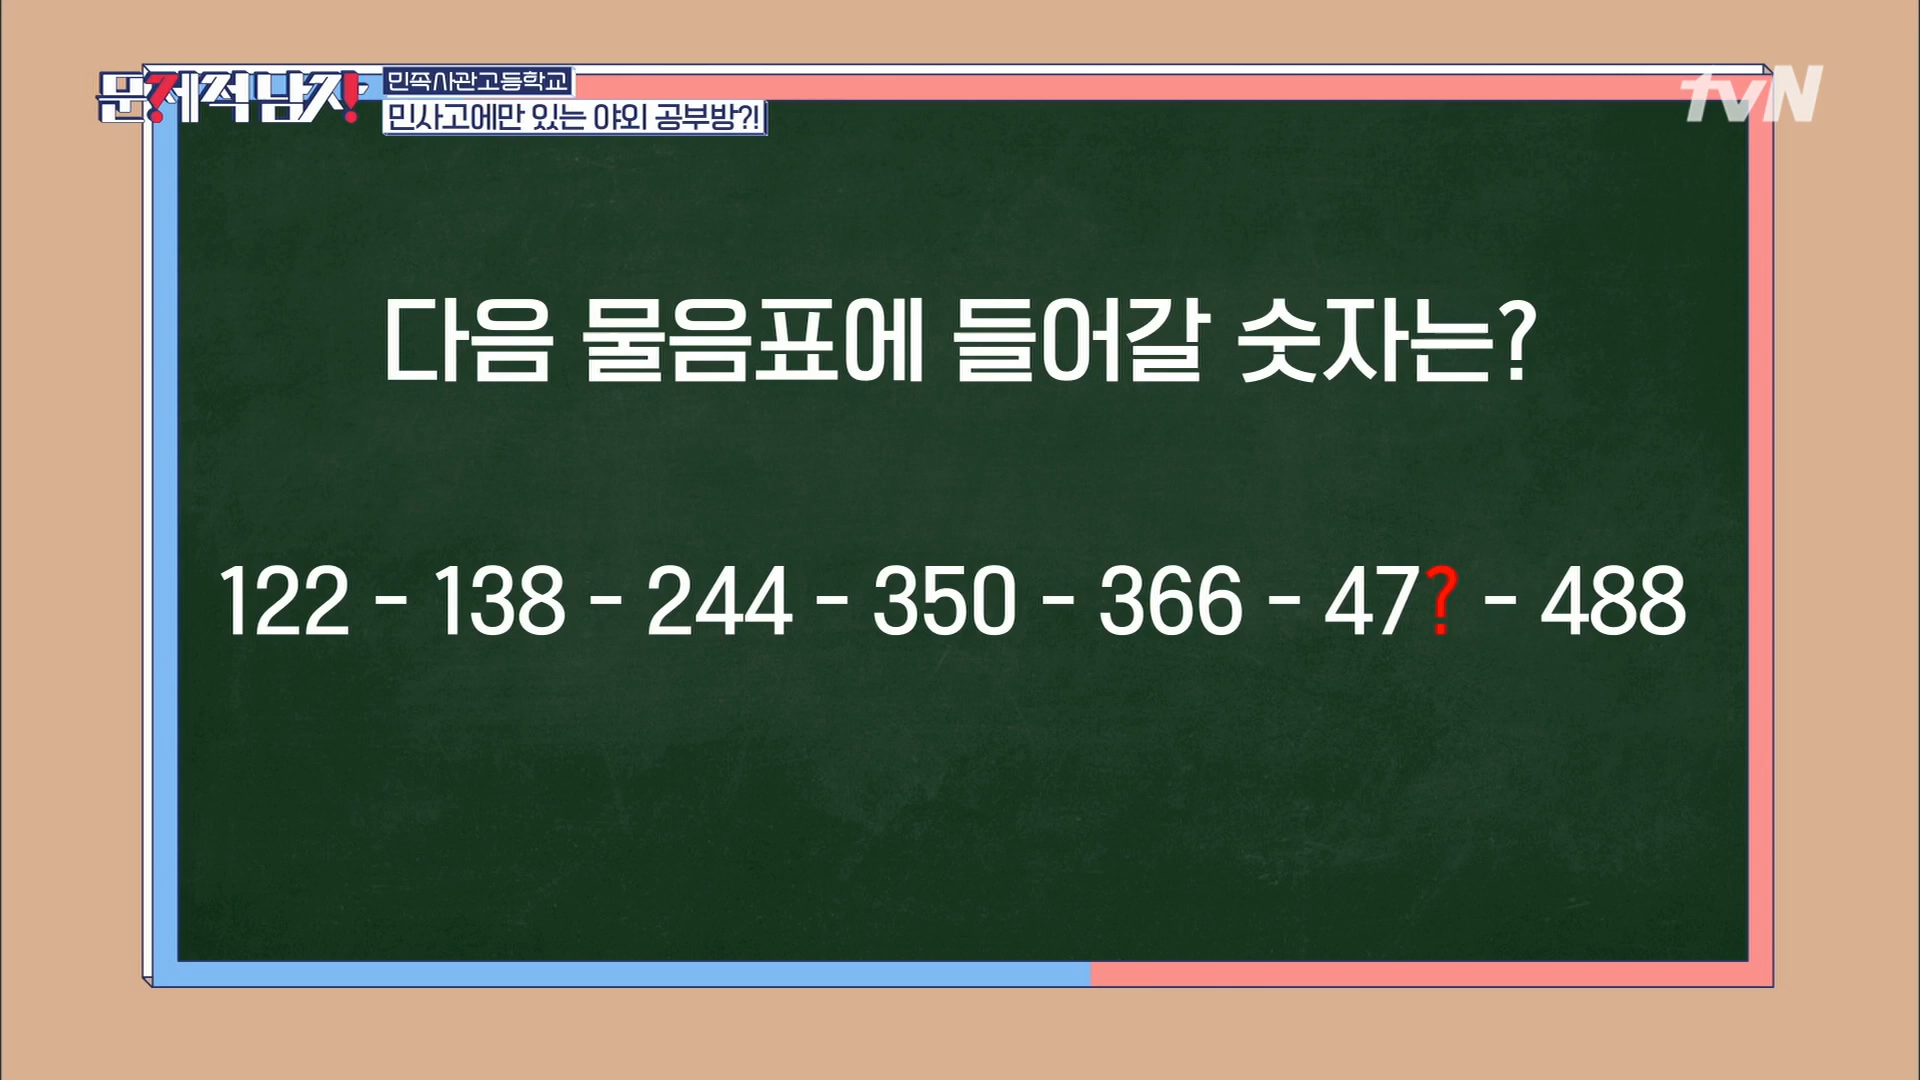 문제적 남자
민족사관고등학교
민사고에만 있는 야외 공부방?!
tvN
다음 물음표에 들어갈 숫자는?
122 - 138 - 244 - 350 - 366 - 47? - 488